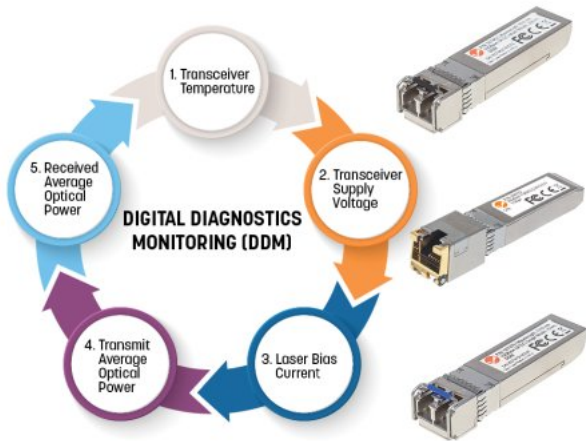 1. Transceiver
Temperature
2. Transceiver
Supply
Voltage
3. Laser Bias
Current
4. Transmit
Average
Optical
Power
5. Received
Average
Optical
Power
DIGITAL DIAGNOSTICS
MONITORING (DDM)